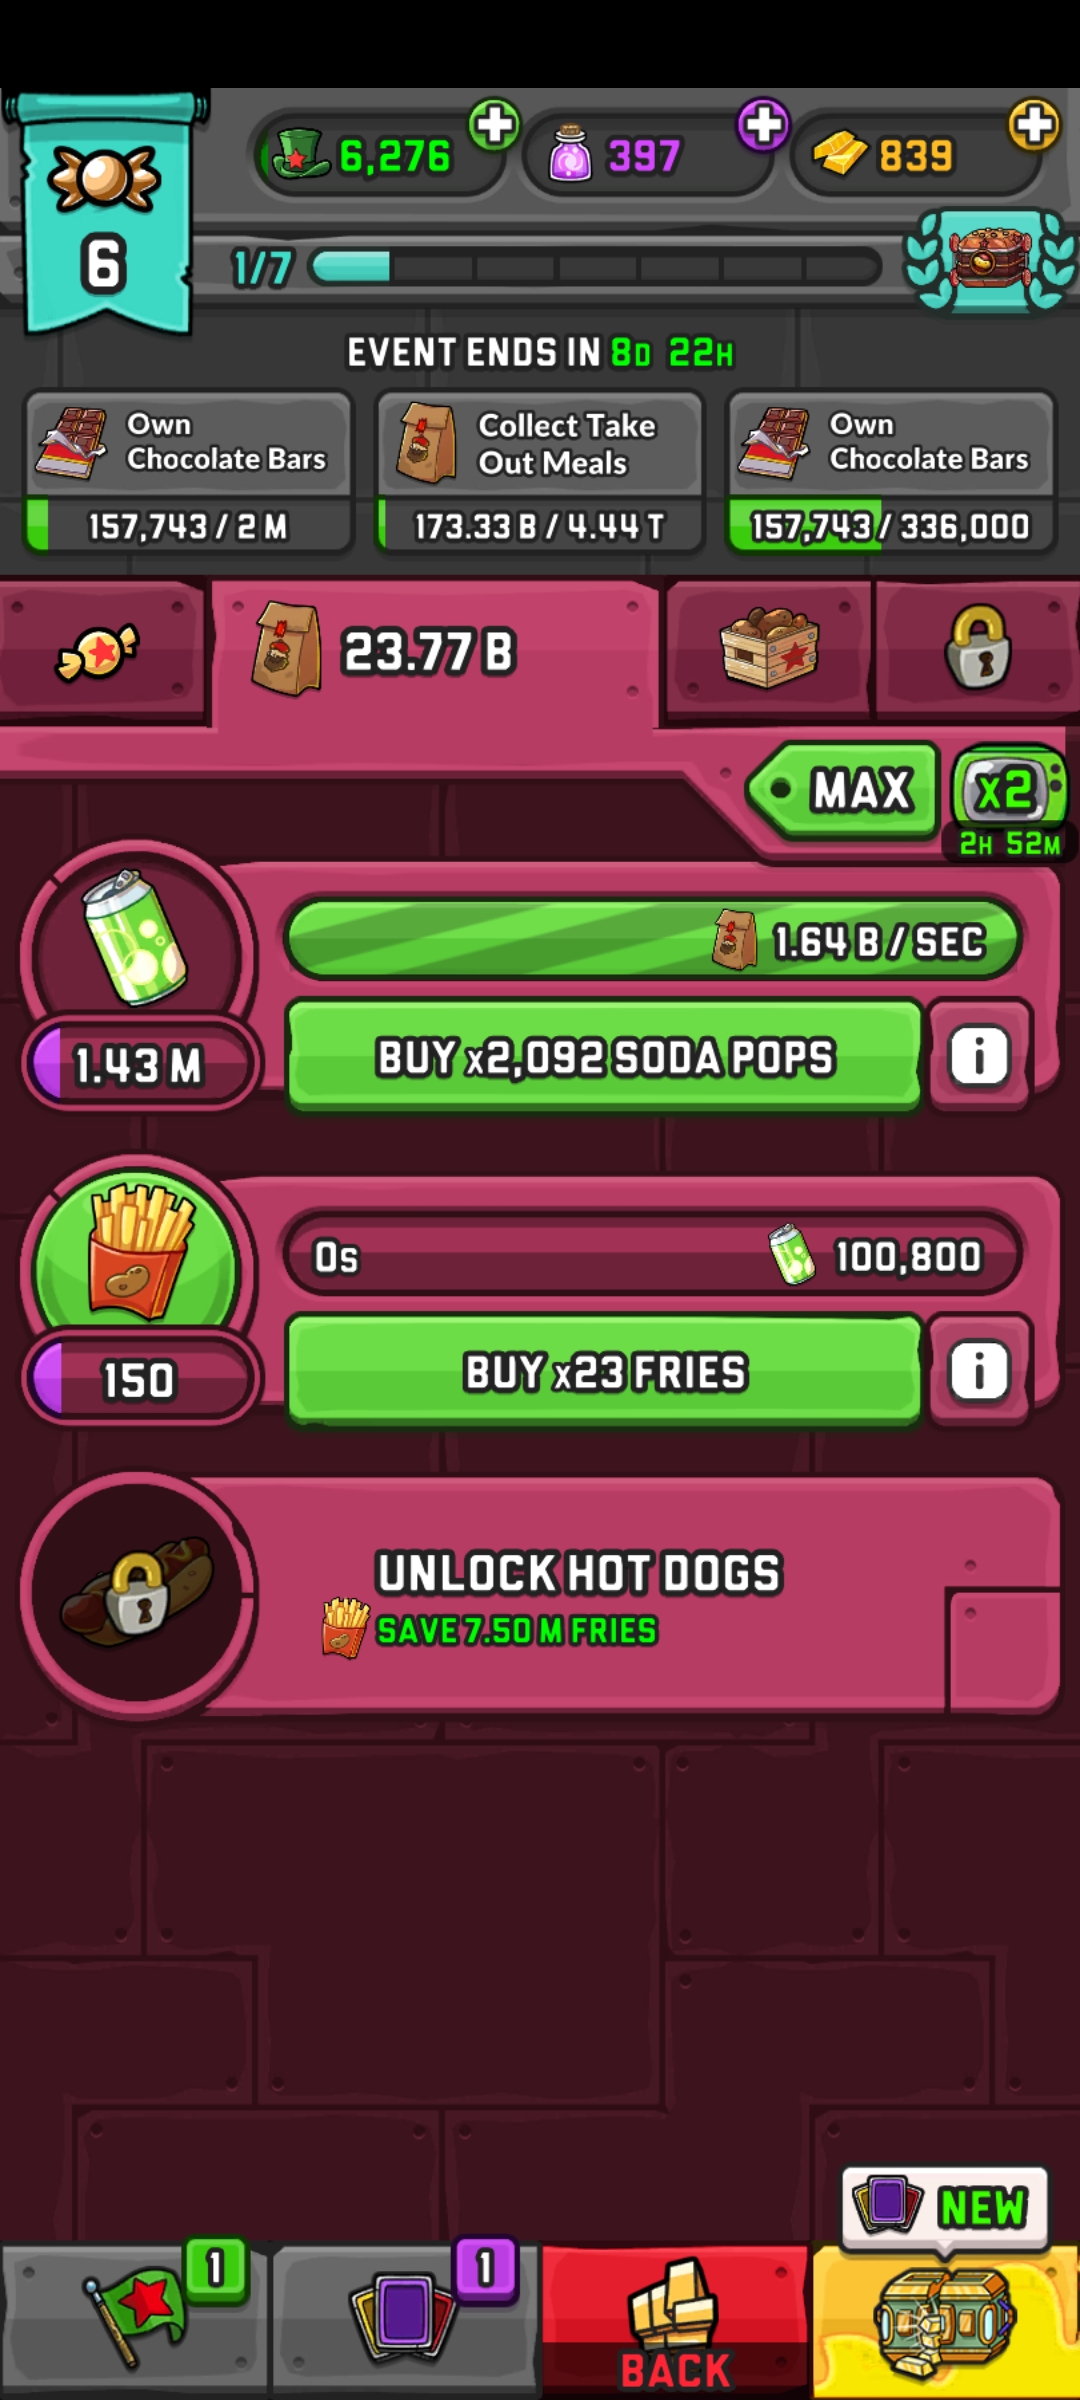 6,276
397
839
6
1/7
EVENT ENDS IN 8D 22H
Own
Chocolate Bars
157,743 / 2 M
Collect Take
Out Meals
173.33 B / 4.44 T
Own
Chocolate Bars
157,743 / 336,000
23.77 B
MAX
x2
2H 52M
1.64 B / SEC
1.43 M
BUY x2,092 SODA POPS
i
0s
100,800
150
BUY x23 FRIES
i
UNLOCK HOT DOGS
SAVE 7.50 M FRIES
NEW
1
1
BACK